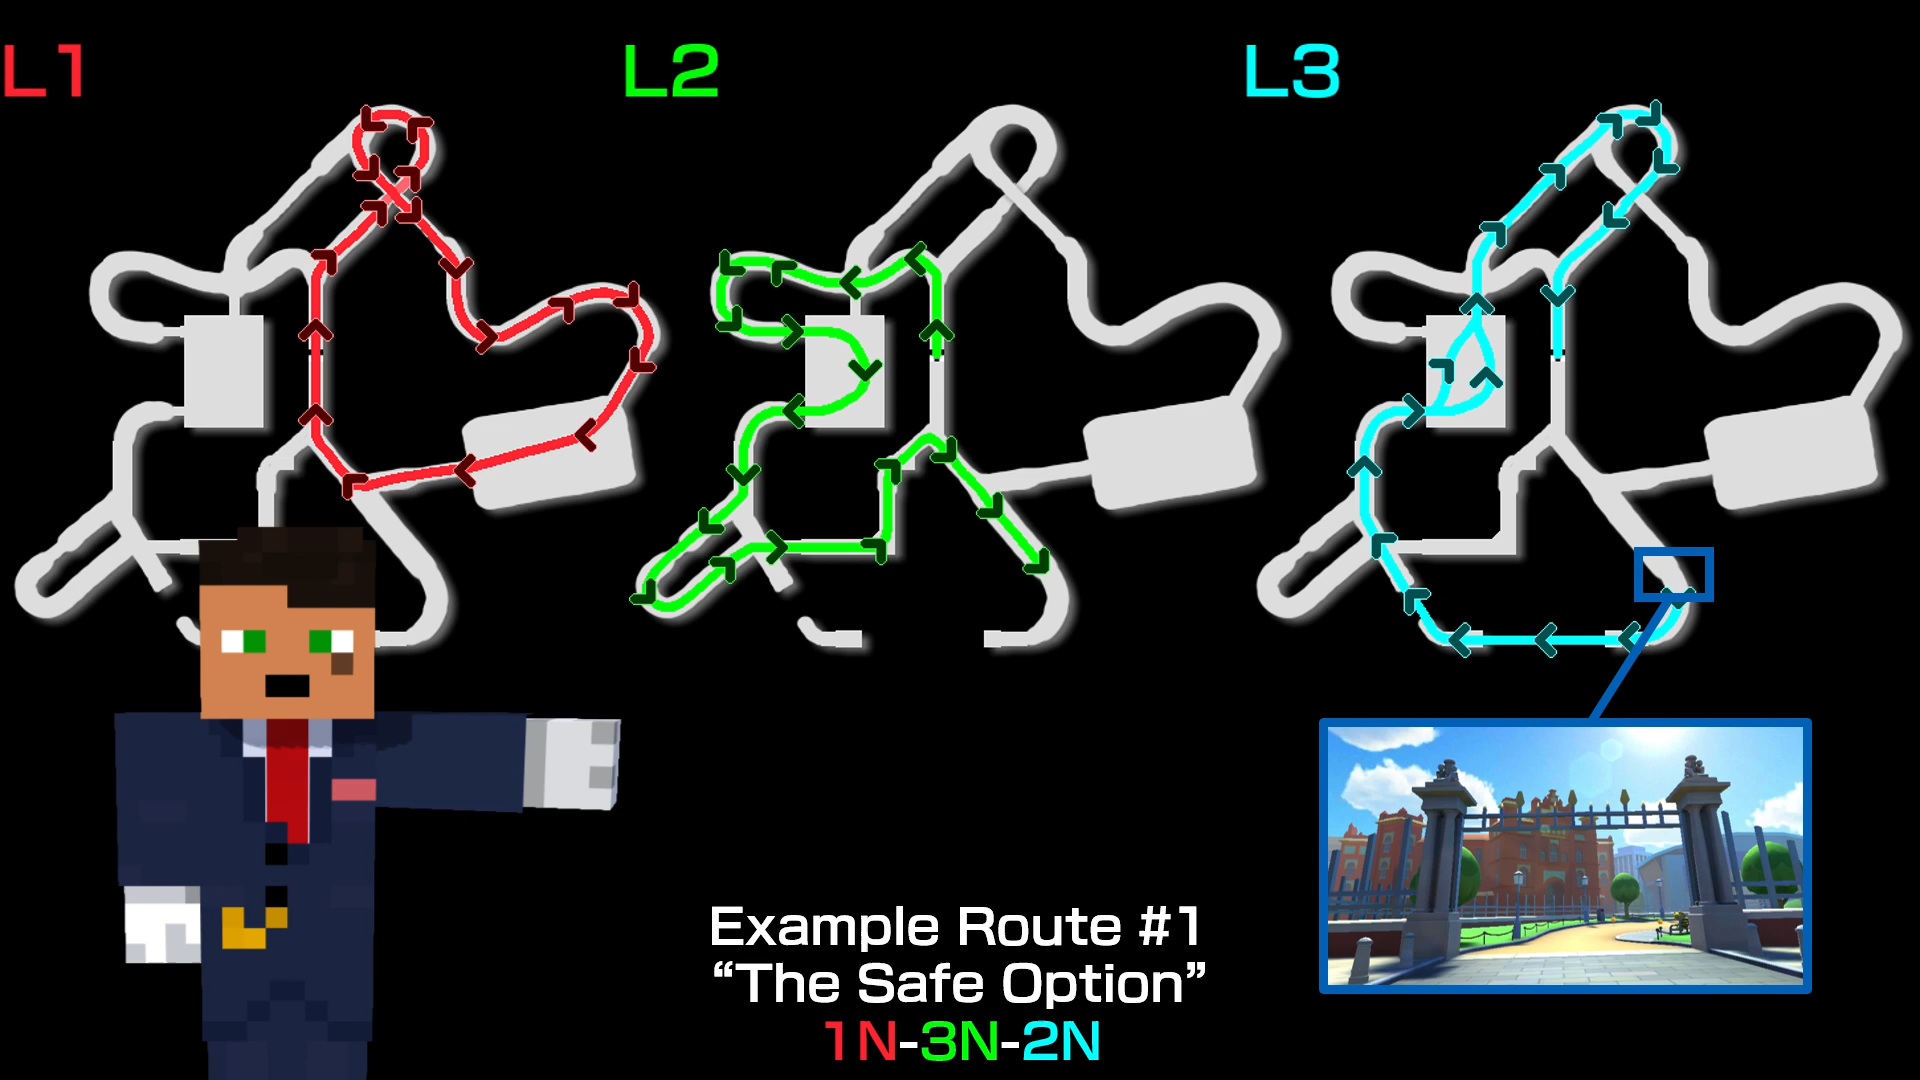 L1
L2
L3
Example Route #1
“The Safe Option”
1N-3N-2N